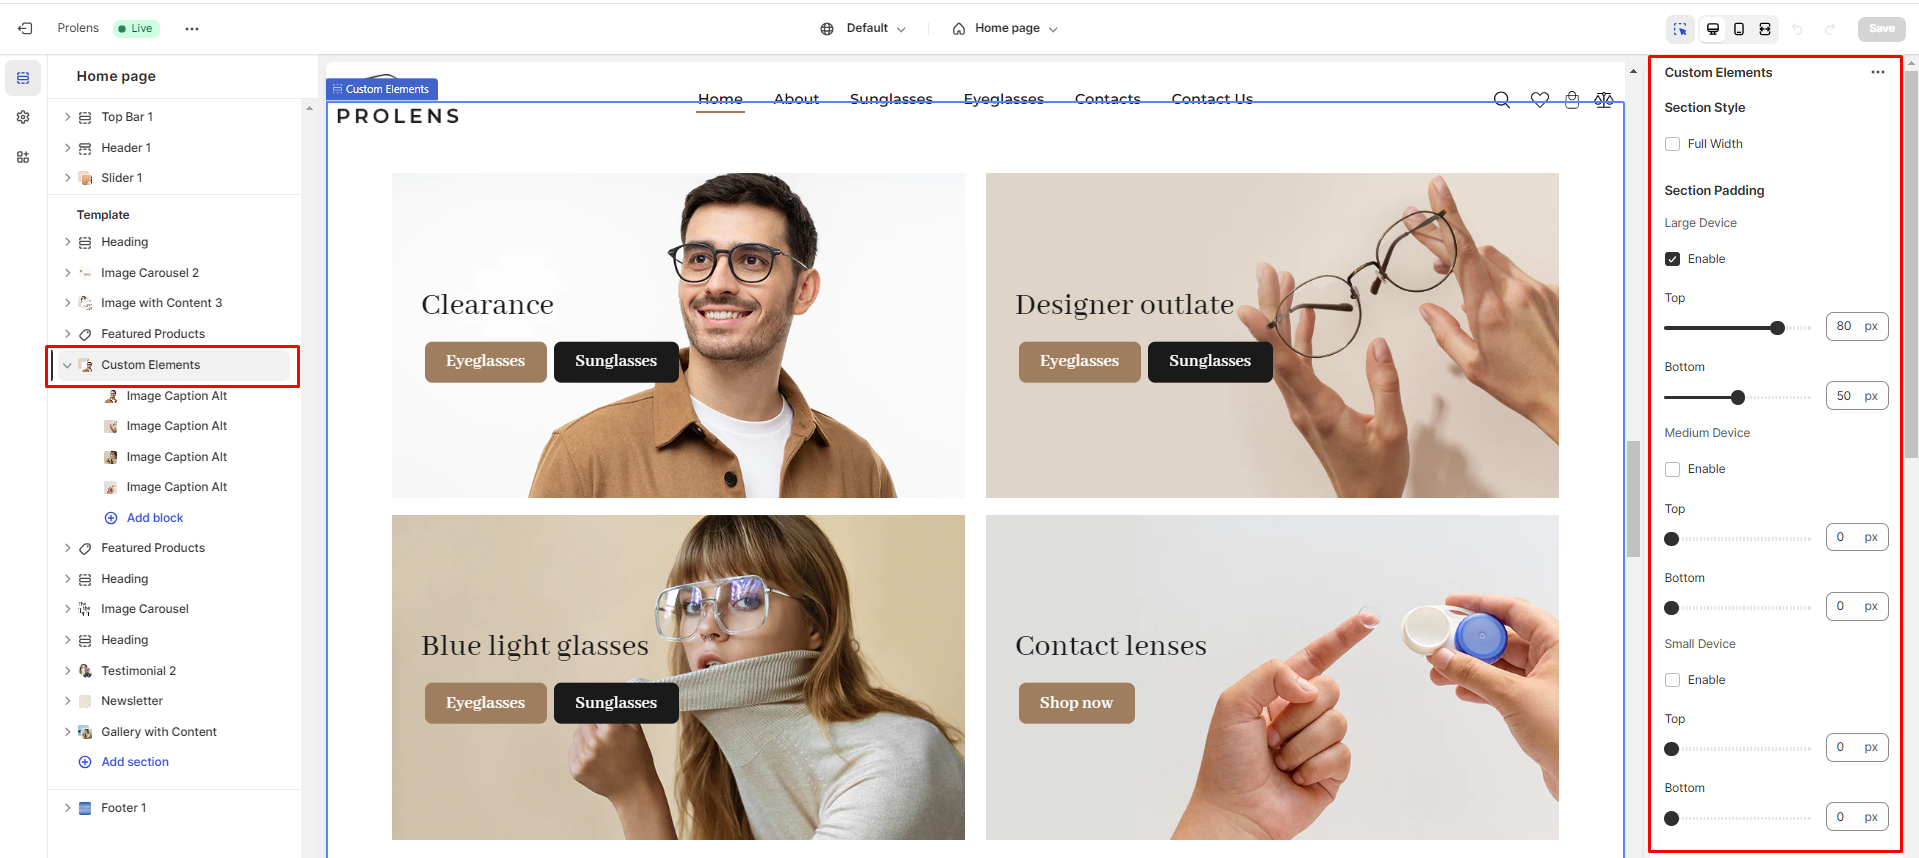 Prolens
Live
Default
Home page
Save
Home page
Top Bar 1
Header 1
Slider 1
Template
Heading
Image Carousel 2
Image with Content 3
Featured Products
Custom Elements
Image Caption Alt
Image Caption Alt
Image Caption Alt
Image Caption Alt
Add block
Featured Products
Heading
Image Carousel
Heading
Testimonial 2
Newsletter
Gallery with Content
Add section
Footer 1
Custom Elements
PROLENS
Home About Sunglasses Eyeglasses Contacts Contact Us
Clearance
Eyeglasses Sunglasses
Designer outlate
Eyeglasses Sunglasses
Blue light glasses
Eyeglasses Sunglasses
Contact lenses
Shop now
Custom Elements
Section Style
Full Width
Section Padding
Large Device
Enable
Top
80 px
Bottom
50 px
Medium Device
Enable
Top
0 px
Bottom
0 px
Small Device
Enable
Top
0 px
Bottom
0 px